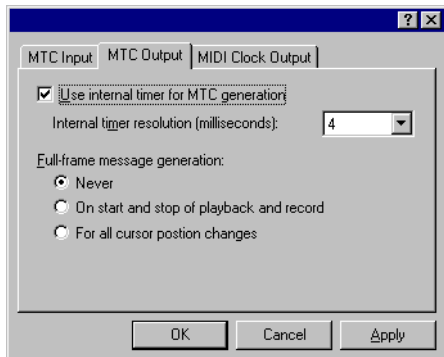 MTC Input MTC Output MIDI Clock Output
Use internal timer for MTC generation
Internal timer resolution (milliseconds): 4
Full-frame message generation:
Never
On start and stop of playback and record
For all cursor postion changes
OK Cancel Apply